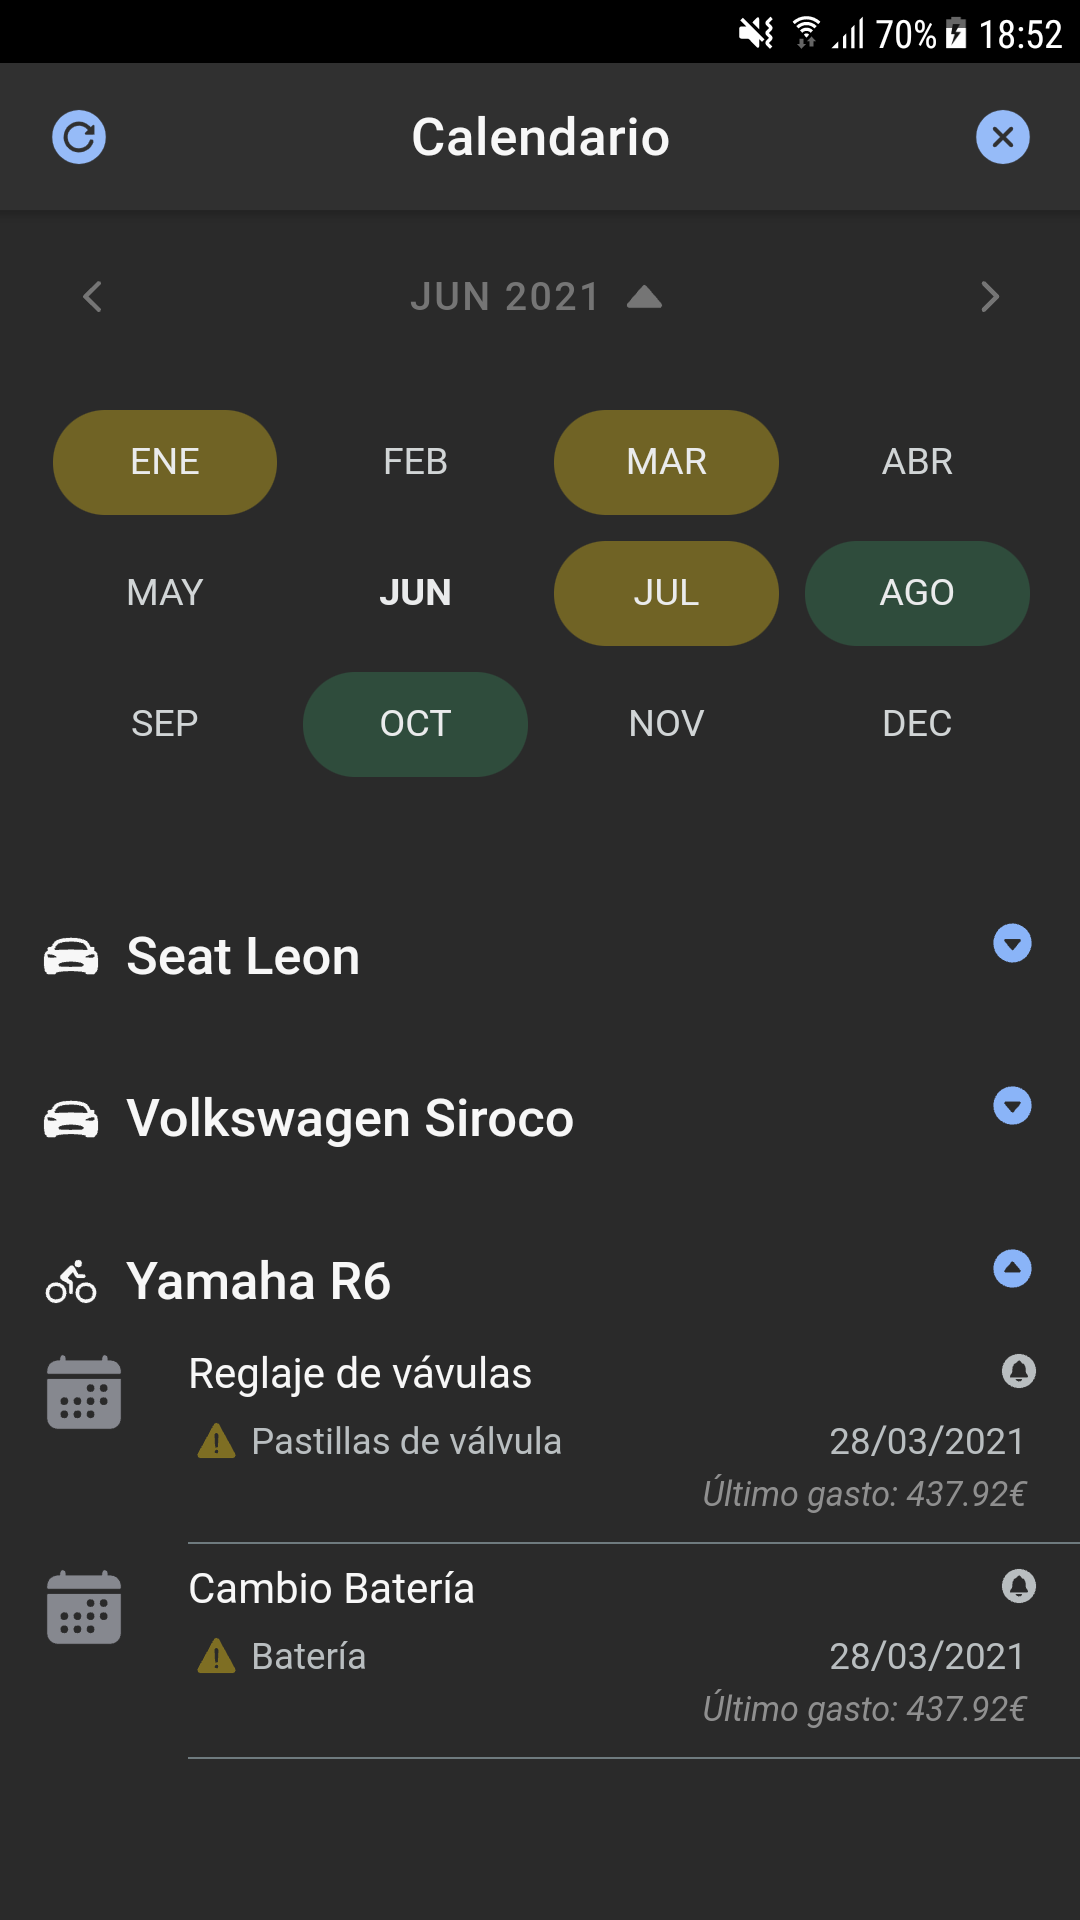 70% 18:52
Calendario
JUN 2021
ENE FEB MAR ABR
MAY JUN JUL AGO
SEP OCT NOV DEC
Seat Leon
Volkswagen Siroco
Yamaha R6
Reglaje de vávulas
Pastillas de válvula 28/03/2021
Último gasto: 437.92€
Cambio Batería
Batería 28/03/2021
Último gasto: 437.92€